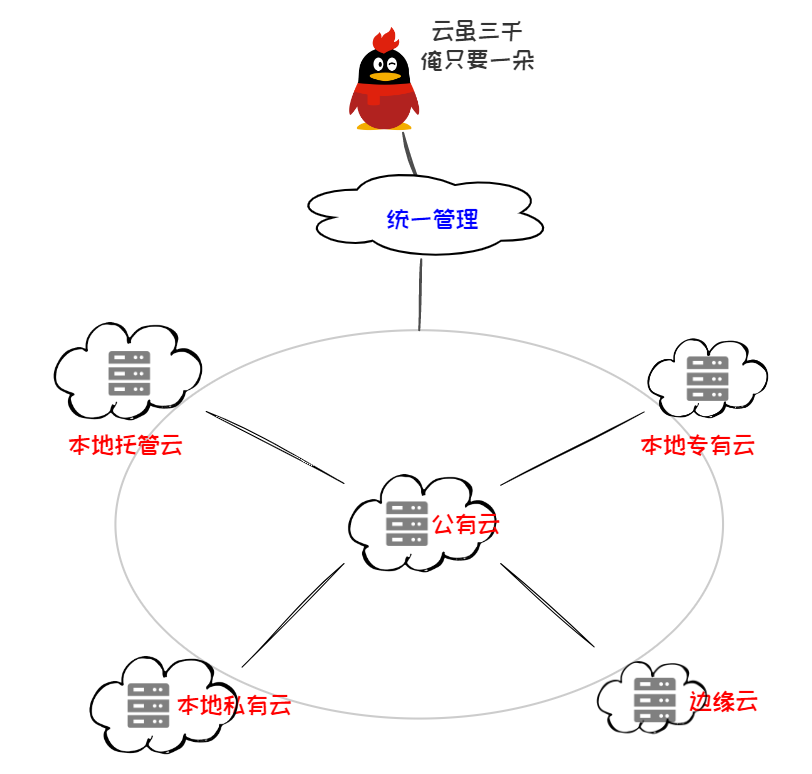 云虽三千
俺只要一朵
统一管理
本地托管云
本地专有云
公有云
本地私有云
边缘云